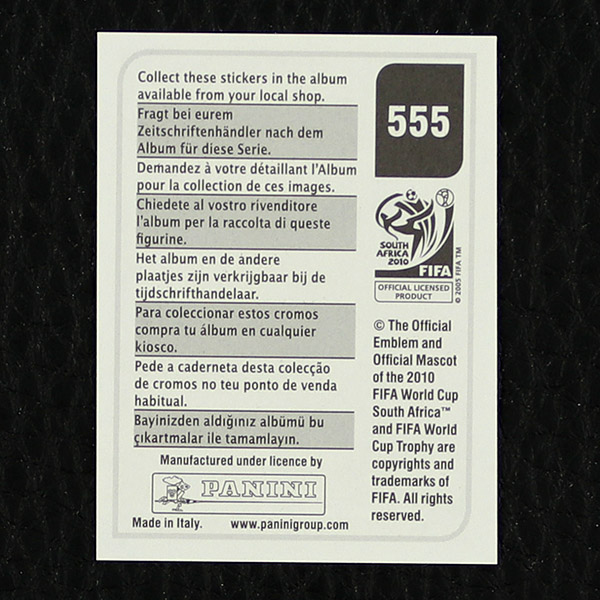 Collect these stickers in the album
available from your local shop.
Fragt bei eurem
Zeitschriftenhändler nach dem
Album für diese Serie.
Demandez à votre détaillant l'Album
pour la collection de ces images.
Chiedete al vostro rivenditore
l'album per la raccolta di queste
figurine.
Het album en de andere
plaatjes zijn verkrijgbaar bij de
tijdschrifthandelaar.
Para coleccionar estos cromos
compra tu álbum en cualquier
kiosco.
Pede a caderneta desta colecção
de cromos no teu ponto de venda
habitual.
Bayinizden aldığınız albümü bu
çıkartmalar ile tamamlayın.
Manufactured under licence by
PANINI
Made in Italy. www.paninigroup.com
555
SOUTH
AFRICA
2010
FIFA
© 2005 FIFA TM
OFFICIAL LICENSED
PRODUCT
© The Official
Emblem and
Official Mascot
of the 2010
FIFA World Cup
South Africa™
and FIFA World
Cup Trophy are
copyrights and
trademarks of
FIFA. All rights
reserved.